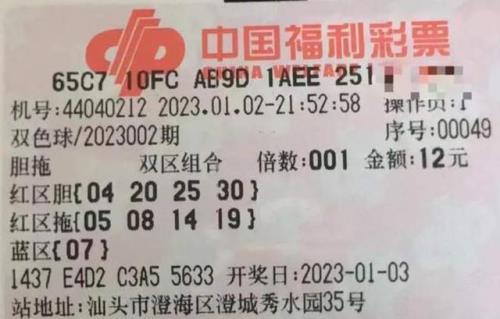 中国福利彩票
CHINA WELFARE
65C7 10FC AB9D 1AEE 251
机号:44040212 2023.01.02-21:52:58 操作员:1
双色球/2023002期 序号:00049
胆拖 双区组合 倍数:001 金额:12元
红区胆{04 20 25 30}
红区拖{05 08 14 19}
蓝区{07}
1437 E4D2 C3A5 5633 开奖日:2023-01-03
站地址:汕头市澄海区澄城秀水园35号